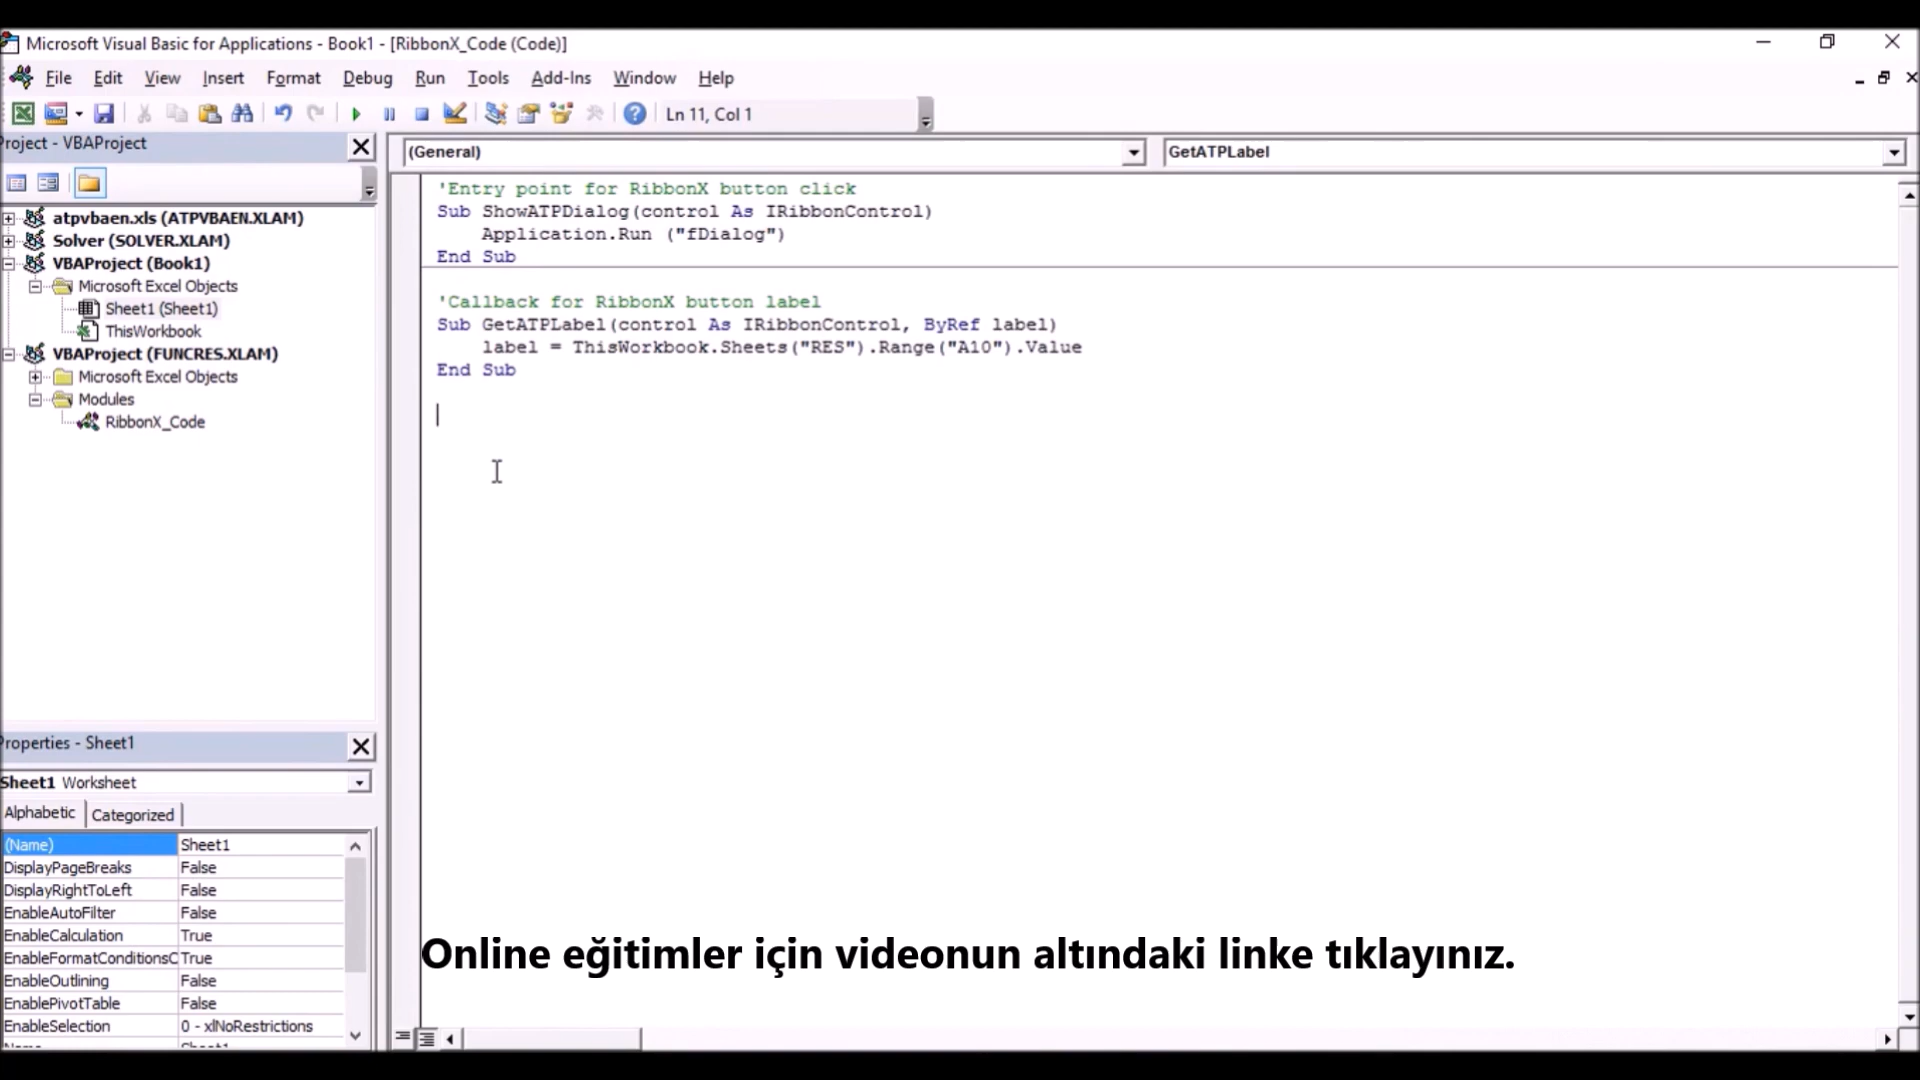 Microsoft Visual Basic for Applications - Book1 - [RibbonX_Code (Code)]
File Edit View Insert Format Debug Run Tools Add-Ins Window Help
Ln 11, Col 1
Project - VBAProject
(General)
GetATPLabel
atpvbaen.xls (ATPVBAEN.XLAM)
Solver (SOLVER.XLAM)
VBAProject (Book1)
Microsoft Excel Objects
Sheet1 (Sheet1)
ThisWorkbook
VBAProject (FUNCRES.XLAM)
Microsoft Excel Objects
Modules
RibbonX_Code
'Entry point for RibbonX button click
Sub ShowATPDialog(control As IRibbonControl)
Application.Run ("fDialog")
End Sub
'Callback for RibbonX button label
Sub GetATPLabel(control As IRibbonControl, ByRef label)
label = ThisWorkbook.Sheets("RES").Range("A10").Value
End Sub
Properties - Sheet1
Sheet1 Worksheet
Alphabetic Categorized
(Name) Sheet1
DisplayPageBreaks False
DisplayRightToLeft False
EnableAutoFilter False
EnableCalculation True
EnableFormatConditionsC True
EnableOutlining False
EnablePivotTable False
EnableSelection 0 - xlNoRestrictions
Online eğitimler için videonun altındaki linke tıklayınız.